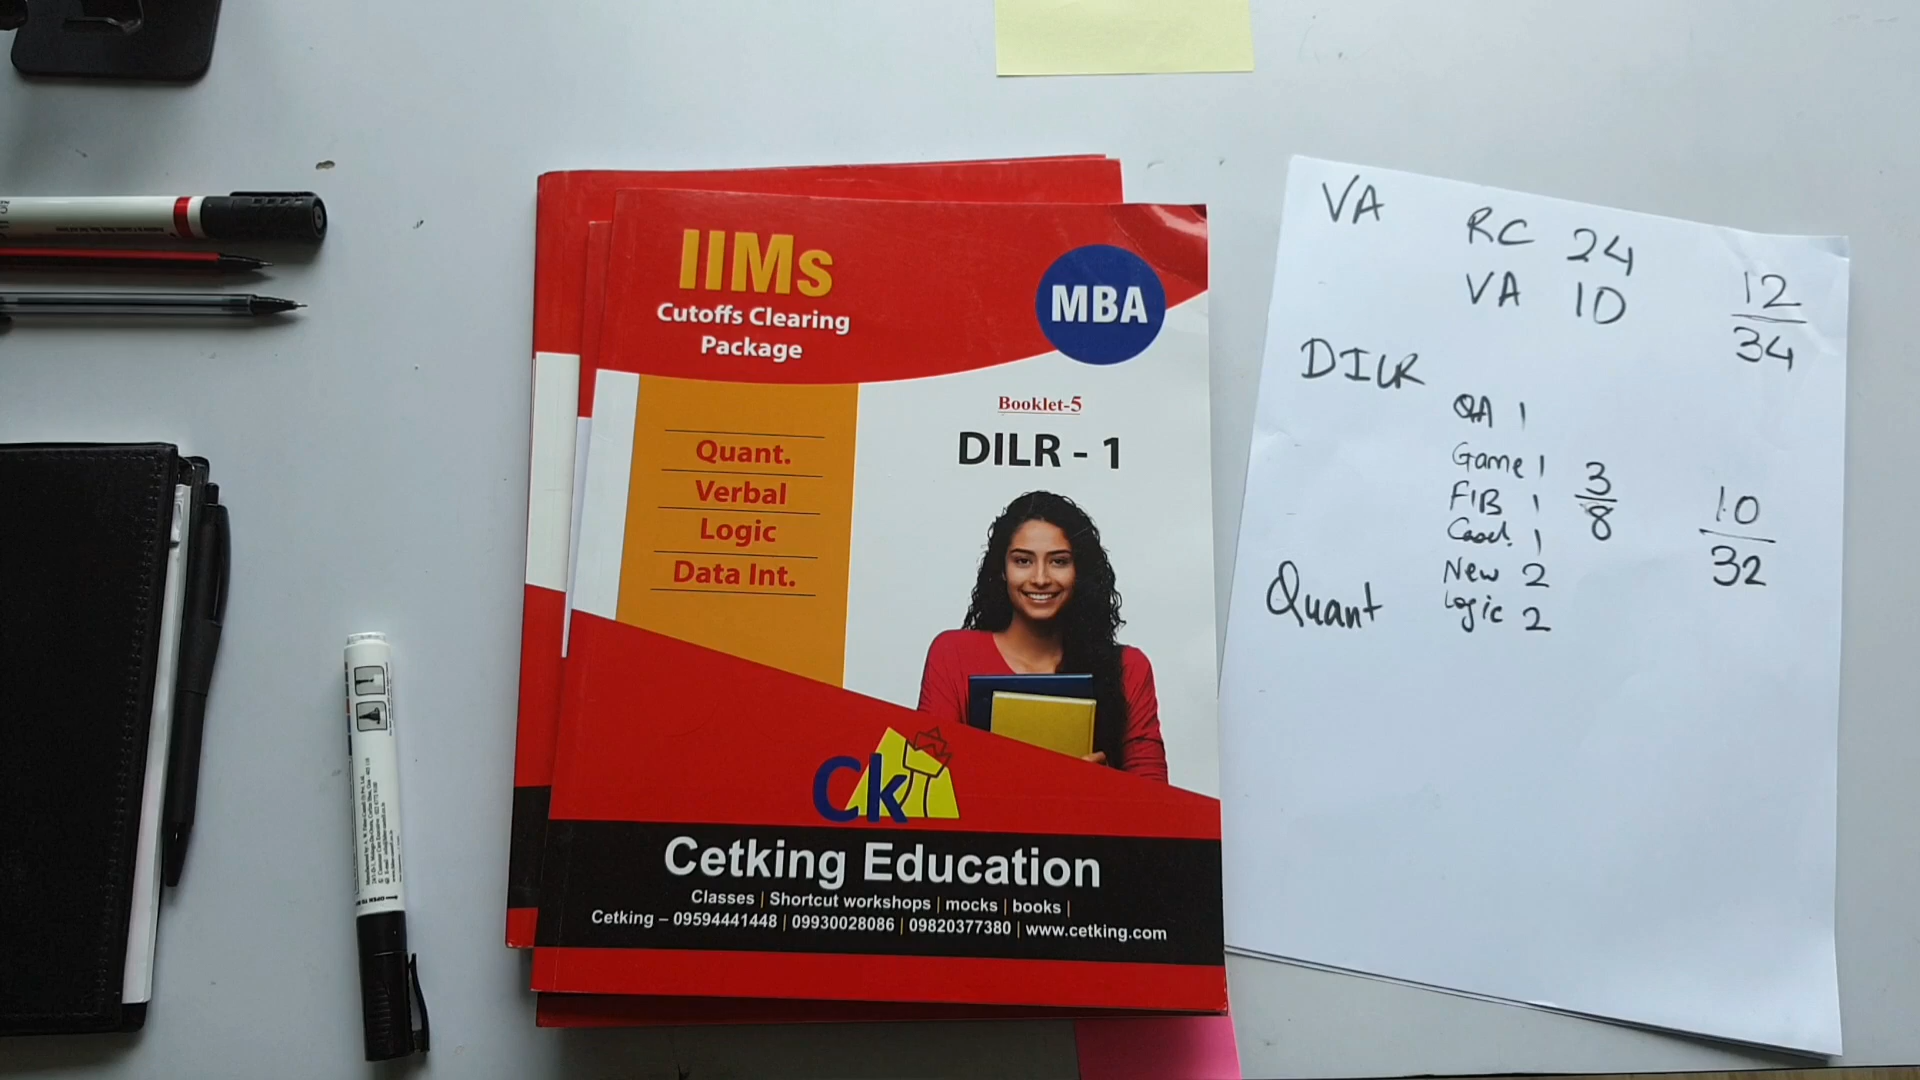 IIMs
Cutoffs Clearing
Package
MBA
Booklet-5
DILR - 1
Quant.
Verbal
Logic
Data Int.
Ck
Cetking Education
Classes | Shortcut workshops | mocks | books |
Cetking – 09594441448 | 09930028086 | 09820377380 | www.cetking.com
VA
RC 24
VA 10
12
34
DILR
QA 1
Game 1
FIB 1
3
8
1
10
32
New 2
Logic 2
Quant